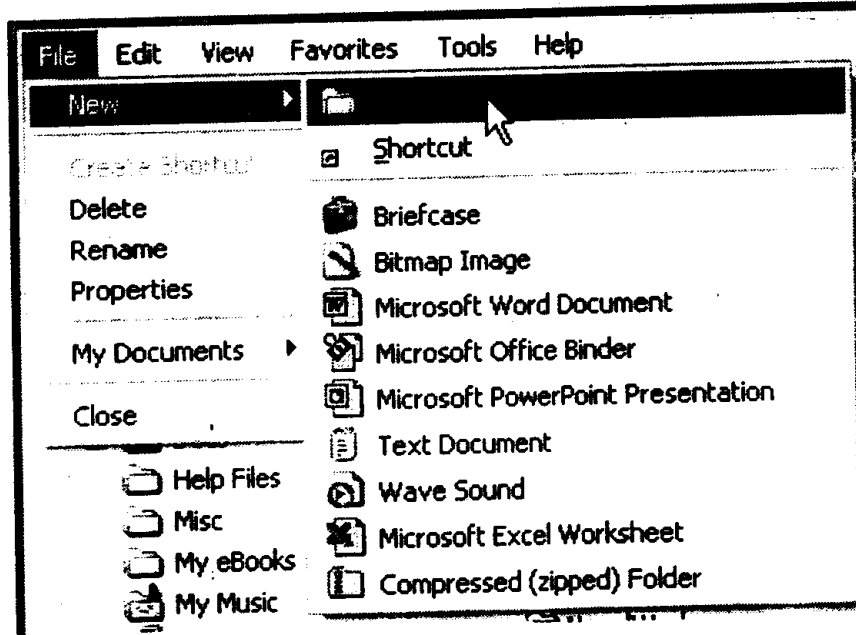 File Edit View Favorites Tools Help
New
Create Shortcut
Delete
Rename
Properties
My Documents
Close
Shortcut
Briefcase
Bitmap Image
Microsoft Word Document
Microsoft Office Binder
Microsoft PowerPoint Presentation
Text Document
Wave Sound
Microsoft Excel Worksheet
Compressed (zipped) Folder
Help Files
Misc
My eBooks
My Music